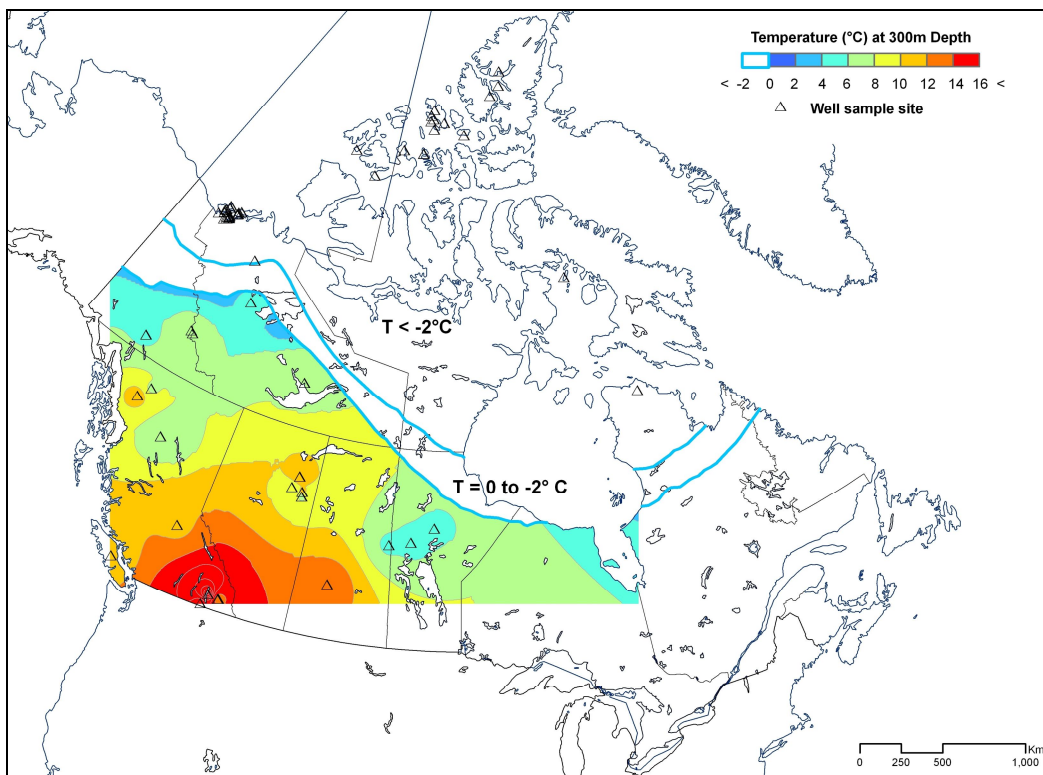 Temperature (°C) at 300m Depth
< -2 0 2 4 6 8 10 12 14 16 <
Well sample site
T < -2°C
T = 0 to -2° C
Km
0 250 500 1,000